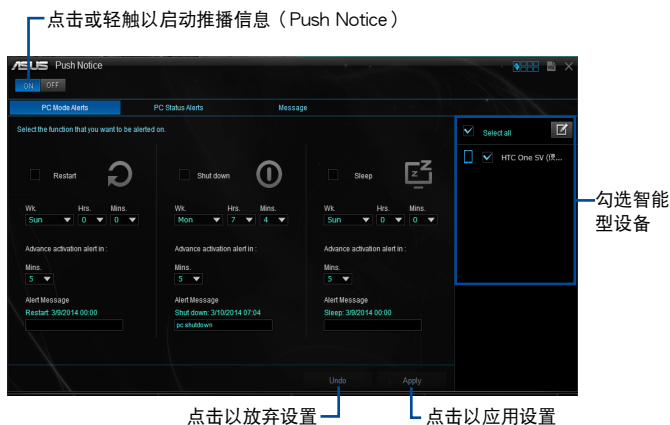 点击或轻触以启动推播信息（Push Notice）
ASUS Push Notice
ON OFF
PC Mode Alerts PC Status Alerts Message
Select the function that you want to be alerted on.
Select all
HTC One SV (偍...
Restart Shut down Sleep
Wk. Hrs. Mins. Wk. Hrs. Mins. Wk. Hrs. Mins.
Sun 0 0 Mon 7 4 Sun 0 0
勾选智能
型设备
Advance activation alert in : Advance activation alert in : Advance activation alert in :
Mins. Mins. Mins.
5 5 5
Alert Message Alert Message Alert Message
Restart: 3/9/2014 00:00 Shut down: 3/10/2014 07:04 Sleep: 3/9/2014 00:00
pc shutdown
Undo Apply
点击以放弃设置 点击以应用设置